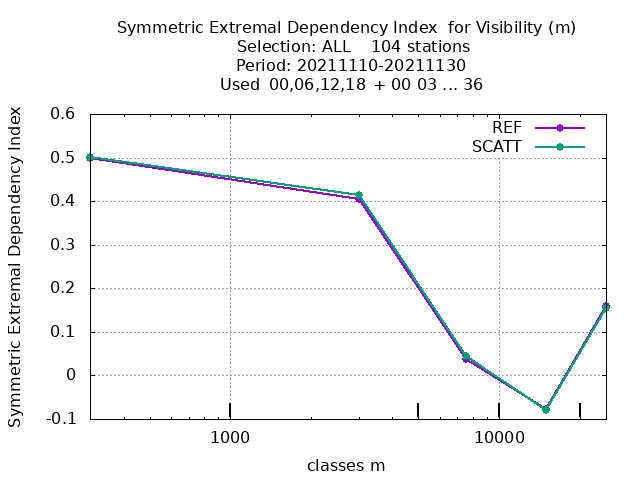 Symmetric Extremal Dependency Index  for Visibility (m)
Selection: ALL    104 stations
Period: 20211110-20211130
Used  00,06,12,18  + 00 03 ... 36
REF
SCATT
Symmetric Extremal Dependency Index
0.6
0.5
0.4
0.3
0.2
0.1
0
-0.1
1000 10000
classes m